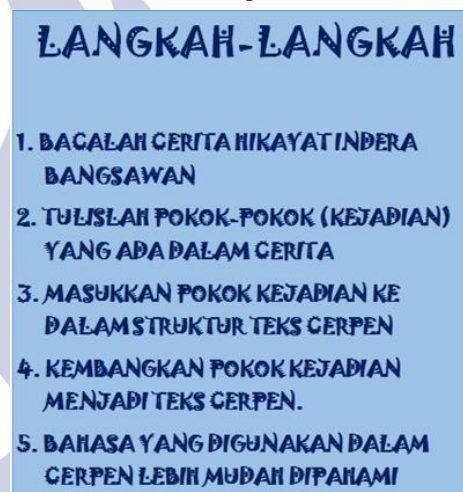 LANGKAH-LANGKAH
1. BACALAH CERITA HIKAYAT INDERA
BANGSAWAN
2. TULISLAH POKOK-POKOK (KEJADIAN)
YANG ADA DALAM CERITA
3. MASUKKAN POKOK KEJADIAN KE
DALAM STRUKTUR TEKS CERPEN
4. KEMBANGKAN POKOK KEJADIAN
MENJADI TEKS CERPEN.
5. BAHASA YANG DIGUNAKAN DALAM
CERPEN LEBIH MUDAH DIPAHAMI